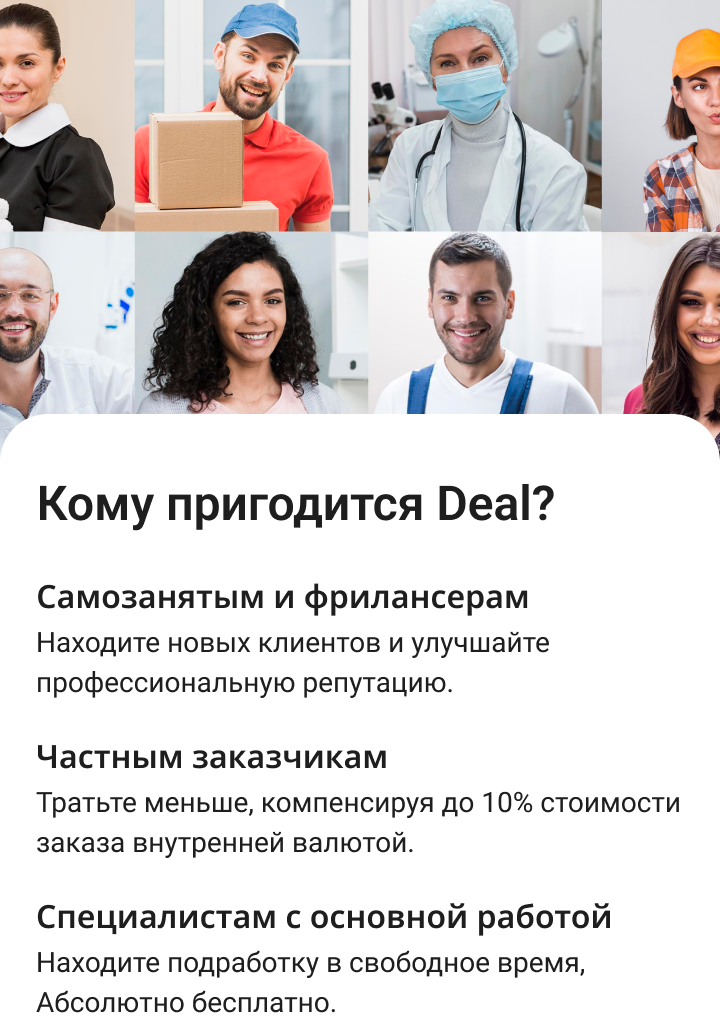 Кому пригодится Deal?
Самозанятым и фрилансерам
Находите новых клиентов и улучшайте
профессиональную репутацию.
Частным заказчикам
Тратьте меньше, компенсируя до 10% стоимости
заказа внутренней валютой.
Специалистам с основной работой
Находите подработку в свободное время,
Абсолютно бесплатно.